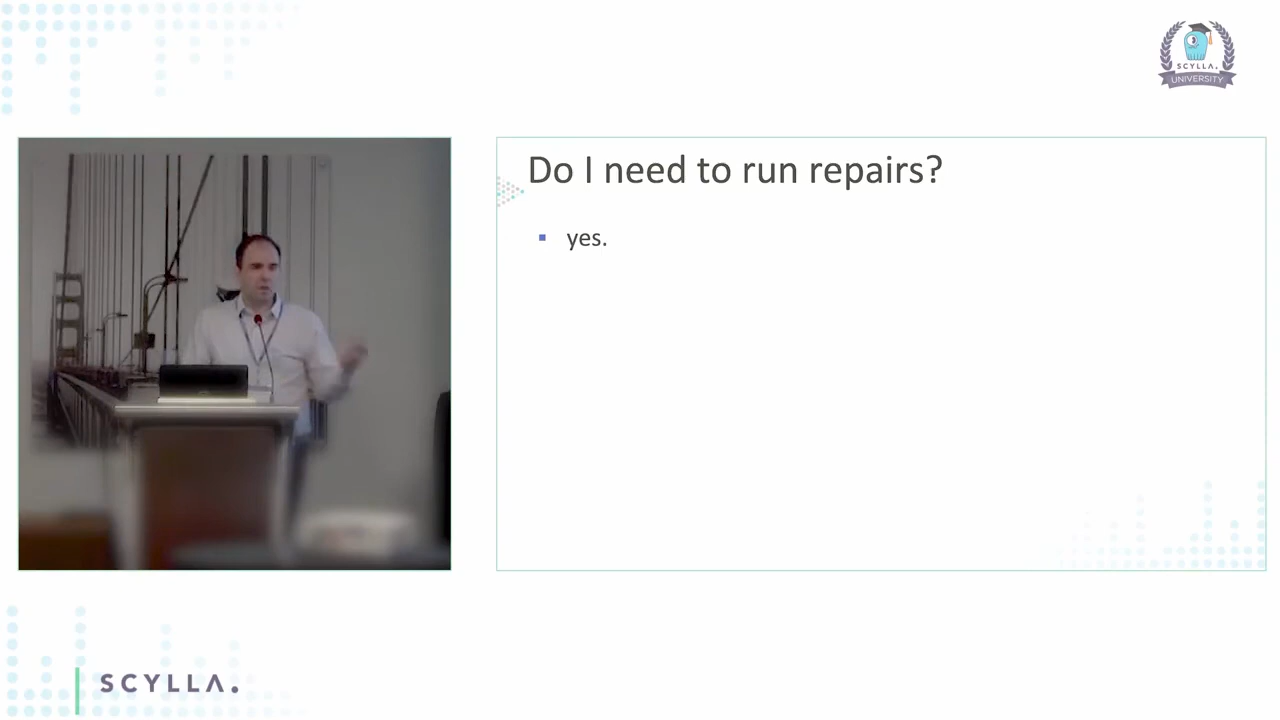 SCYLLA.
UNIVERSITY
Do I need to run repairs?
yes.
SCYLLA.